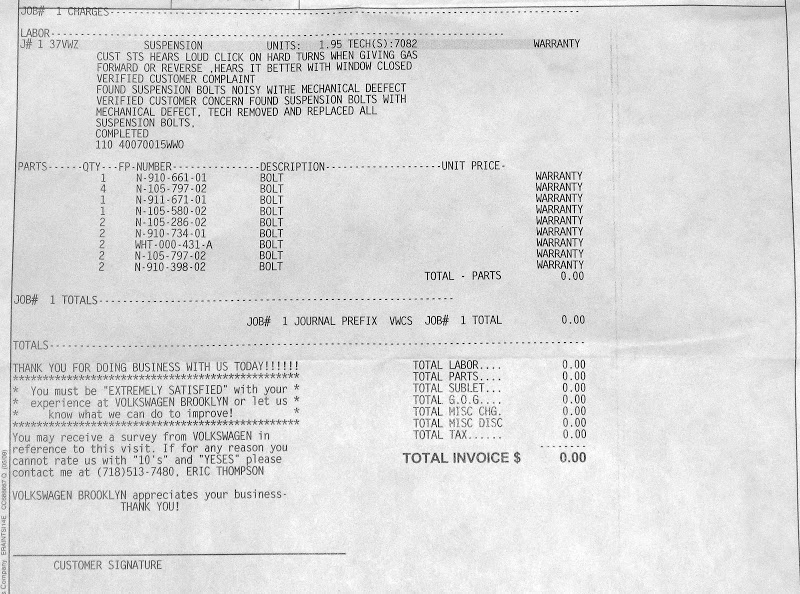 JOB# 1 CHARGES
LABOR
J# 1 37VWZ SUSPENSION UNITS: 1.95 TECH(S):7082 WARRANTY
CUST STS HEARS LOUD CLICK ON HARD TURNS WHEN GIVING GAS
FORWARD OR REVERSE ,HEARS IT BETTER WITH WINDOW CLOSED
VERIFIED CUSTOMER COMPLAINT
FOUND SUSPENSION BOLTS NOISY WITHE MECHANICAL DEEFECT
VERIFIED CUSTOMER CONCERN FOUND SUSPENSION BOLTS WITH
MECHANICAL DEFECT, TECH REMOVED AND REPLACED ALL
SUSPENSION BOLTS,
COMPLETED
110 40070015WWO
PARTS------QTY---FP-NUMBER---------------DESCRIPTION--------------------UNIT PRICE-
1 N-910-661-01 BOLT WARRANTY
4 N-105-797-02 BOLT WARRANTY
1 N-911-671-01 BOLT WARRANTY
1 N-105-580-02 BOLT WARRANTY
2 N-105-286-02 BOLT WARRANTY
2 N-910-734-01 BOLT WARRANTY
2 WHT-000-431-A BOLT WARRANTY
2 N-105-797-02 BOLT WARRANTY
2 N-910-398-02 BOLT WARRANTY
TOTAL - PARTS 0.00
JOB# 1 TOTALS
JOB# 1 JOURNAL PREFIX VWCS JOB# 1 TOTAL 0.00
TOTALS
THANK YOU FOR DOING BUSINESS WITH US TODAY!!!!!!
************************************************
* You must be "EXTREMELY SATISFIED" with your *
* experience at VOLKSWAGEN BROOKLYN or let us *
* know what we can do to improve! *
************************************************
You may receive a survey from VOLKSWAGEN in
reference to this visit. If for any reason you
cannot rate us with "10's" and "YESES" please
contact me at (718)513-7480, ERIC THOMPSON
VOLKSWAGEN BROOKLYN appreciates your business-
THANK YOU!
TOTAL LABOR.... 0.00
TOTAL PARTS.... 0.00
TOTAL SUBLET... 0.00
TOTAL G.O.G.... 0.00
TOTAL MISC CHG. 0.00
TOTAL MISC DISC 0.00
TOTAL TAX...... 0.00
TOTAL INVOICE $ 0.00
CUSTOMER SIGNATURE